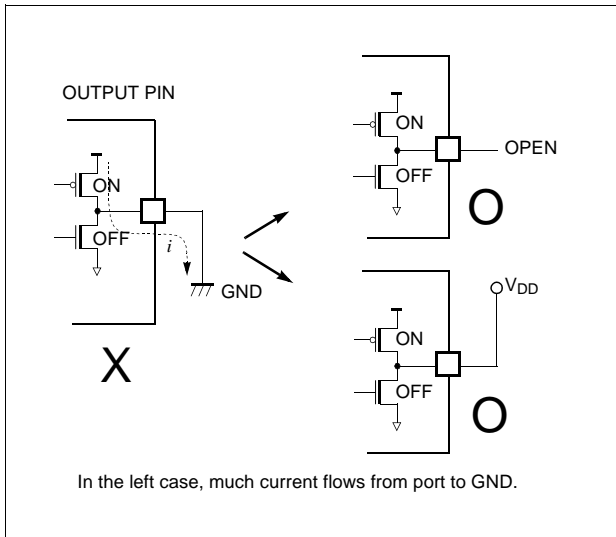 OUTPUT PIN
ON
OFF
i
GND
X
ON
OFF
OPEN
O
VDD
ON
OFF
O
In the left case, much current flows from port to GND.